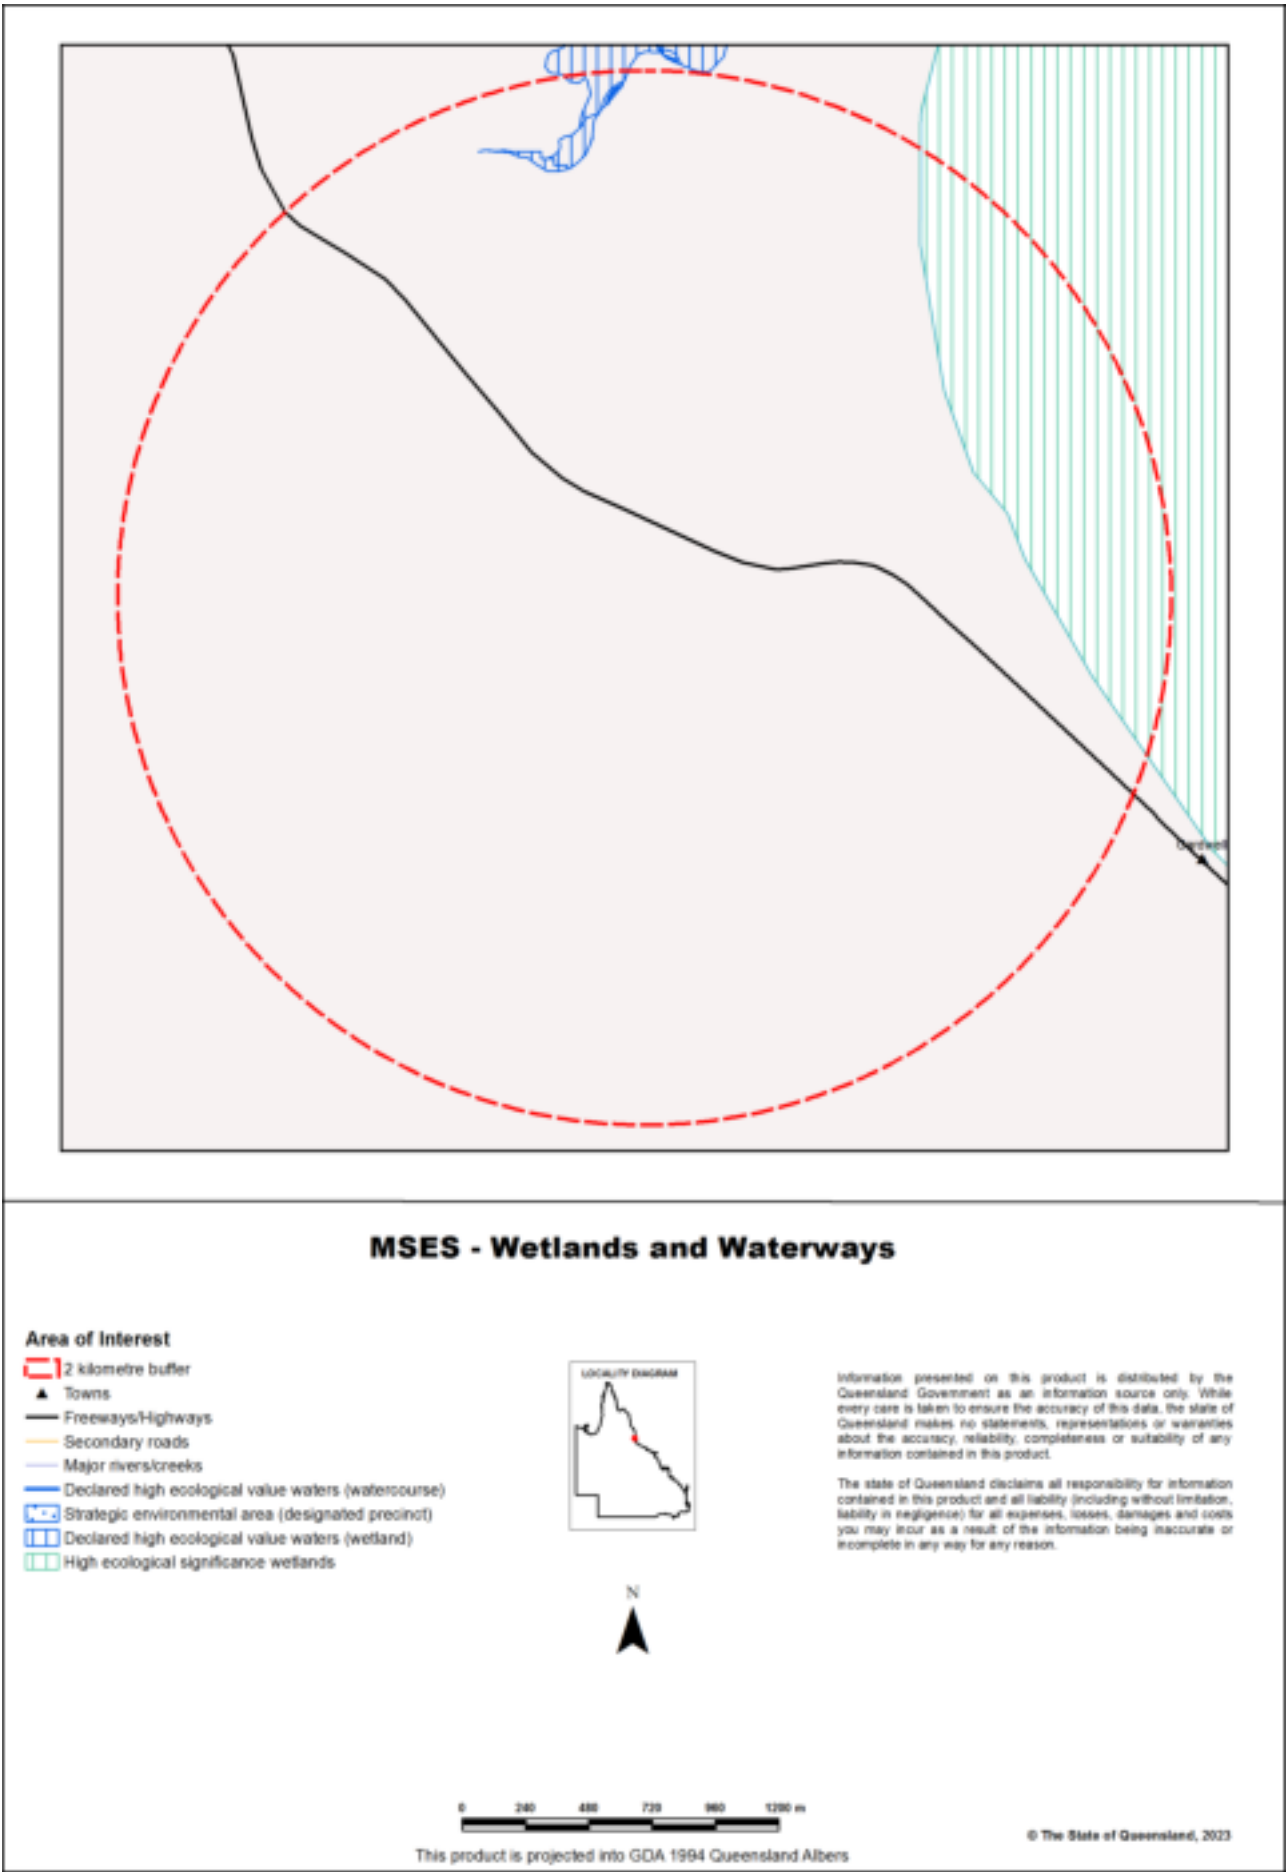 Cardwell
MSES - Wetlands and Waterways
Area of Interest
2 kilometre buffer
Towns
Freeways/Highways
Secondary roads
Major rivers/creeks
Declared high ecological value waters (watercourse)
Strategic environmental area (designated precinct)
Declared high ecological value waters (wetland)
High ecological significance wetlands
LOCALITY DIAGRAM
N
Information presented on this product is distributed by the
Queensland Government as an information source only. While
every care is taken to ensure the accuracy of this data, the state of
Queensland makes no statements, representations or warranties
about the accuracy, reliability, completeness or suitability of any
information contained in this product.
The state of Queensland disclaims all responsibility for information
contained in this product and all liability (including without limitation,
liability in negligence) for all expenses, losses, damages and costs
you may incur as a result of the information being inaccurate or
incomplete in any way for any reason.
0 240 480 720 960 1200 m
This product is projected into GDA 1994 Queensland Albers
© The State of Queensland, 2023